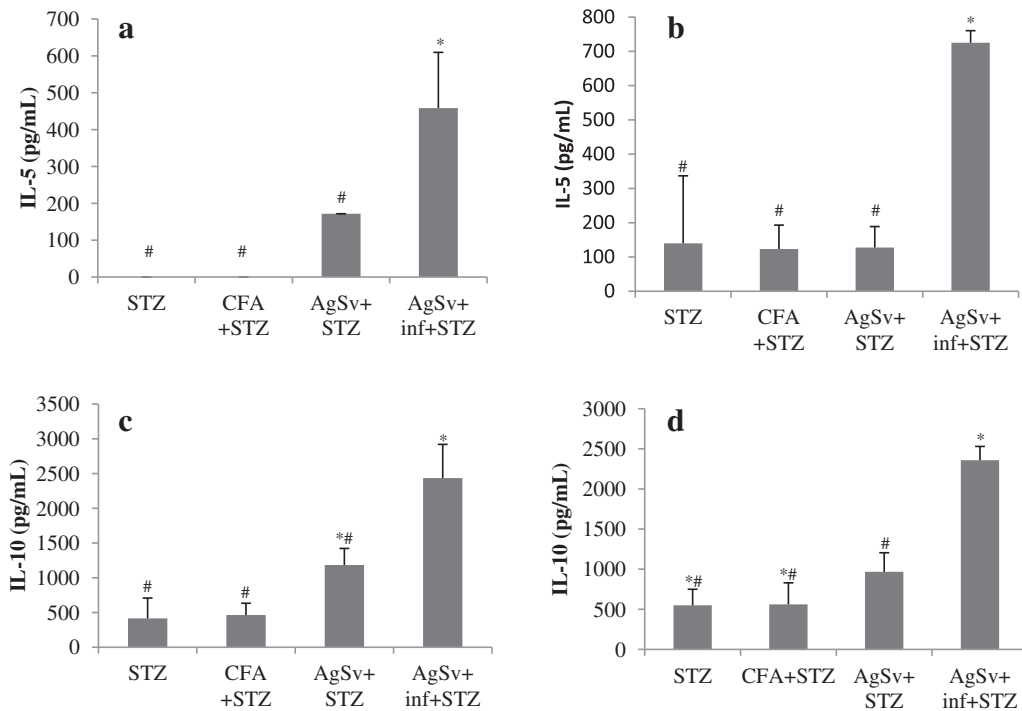 a
IL-5 (pg/mL)
700
600
500
400
300
200
100
0
# # # *
STZ CFA AgSv+ AgSv+
+STZ STZ inf+STZ
b
IL-5 (pg/mL)
800
700
600
500
400
300
200
100
0
# # # *
STZ CFA AgSv+ AgSv+
+STZ STZ inf+STZ
c
IL-10 (pg/mL)
3500
3000
2500
2000
1500
1000
500
0
# # *# *
STZ CFA AgSv+ AgSv+
+STZ STZ inf+STZ
d
IL-10 (pg/mL)
3000
2500
2000
1500
1000
500
0
*# *# # *
STZ CFA+STZ AgSv+ AgSv+
STZ inf+STZ